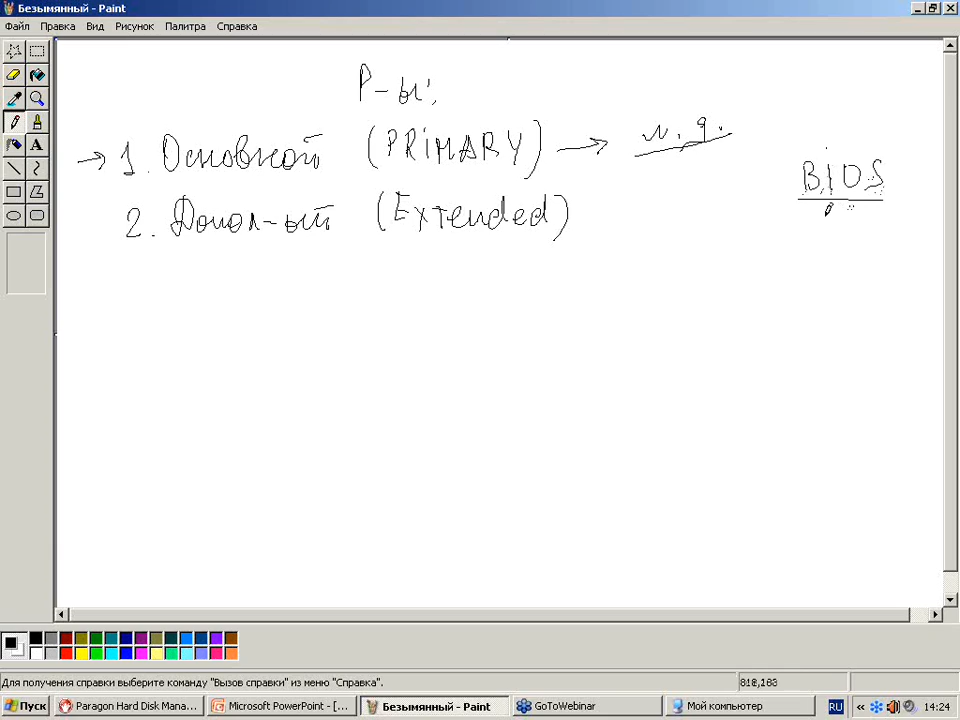 Безымянный - Paint
Файл Правка Вид Рисунок Палитра Справка
Р-ы;
→ 1. Основной (PRIMARY) → л.д.
2. Допол-ый (Extended)
BIOS
Для получения справки выберите команду "Вызов справки" из меню "Справка".
818,163
Пуск Paragon Hard Disk Mana... Microsoft PowerPoint - [... Безымянный - Paint GoToWebinar Мой компьютер RU « 14:24